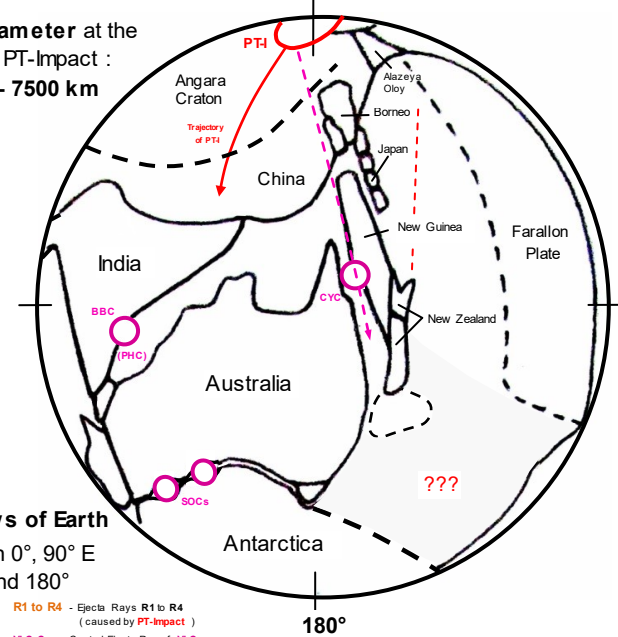 ameter at the
PT-Impact :
- 7500 km
PT-I
Angara
Craton
Alazeya
Oloy
Borneo
Trajectory
of PT-I
Japan
China
New Guinea
Farallon
Plate
India
CYC
BBC
New Zealand
(PHC)
Australia
???
SOCs
s of Earth
Antarctica
0°, 90° E
nd 180°
R1 to R4 - Ejecta Rays R1 to R4
( caused by PT-Impact )
180°